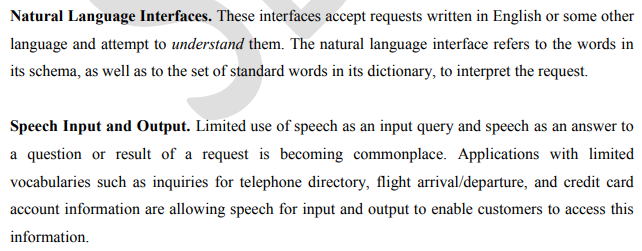 Natural Language Interfaces. These interfaces accept requests written in English or some other
language and attempt to understand them. The natural language interface refers to the words in
its schema, as well as to the set of standard words in its dictionary, to interpret the request.
Speech Input and Output. Limited use of speech as an input query and speech as an answer to
a question or result of a request is becoming commonplace. Applications with limited
vocabularies such as inquiries for telephone directory, flight arrival/departure, and credit card
account information are allowing speech for input and output to enable customers to access this
information.